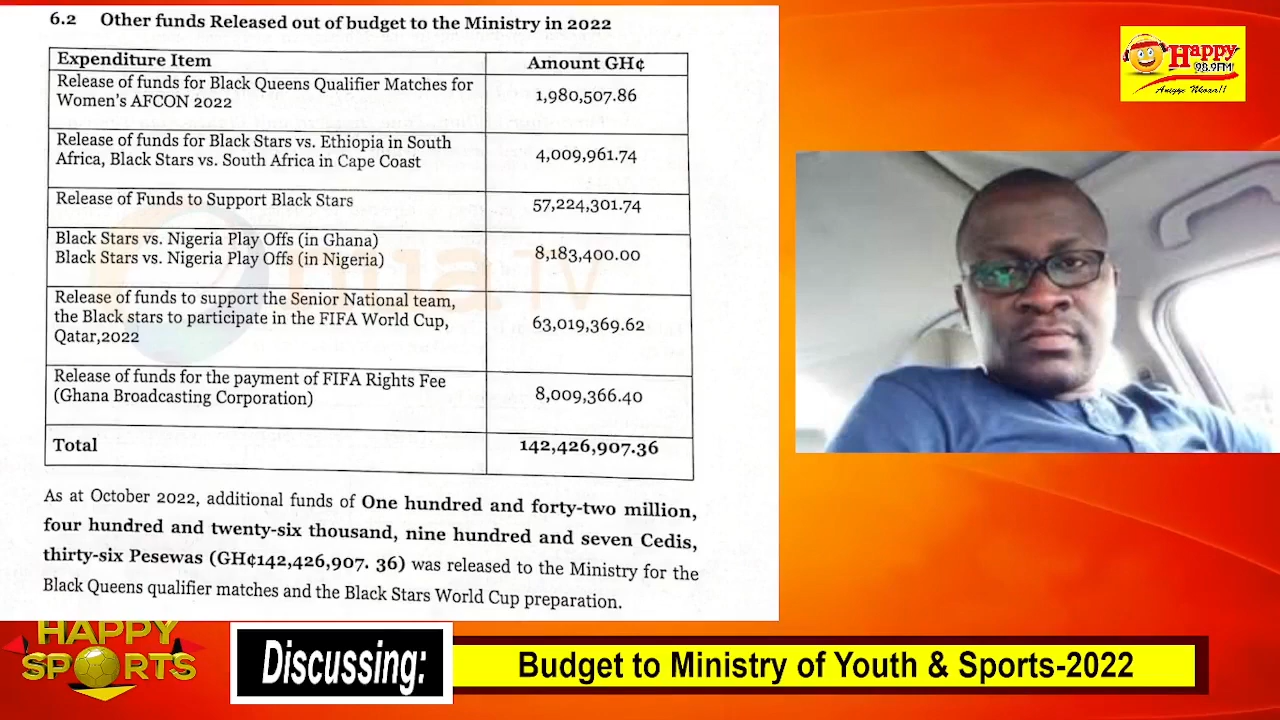 6.2 Other funds Released out of budget to the Ministry in 2022
Expenditure Item Amount GH¢
Release of funds for Black Queens Qualifier Matches for
Women's AFCON 2022
1,980,507.86
Release of funds for Black Stars vs. Ethiopia in South
Africa, Black Stars vs. South Africa in Cape Coast
4,009,961.74
Release of Funds to Support Black Stars 57,224,301.74
Black Stars vs. Nigeria Play Offs (in Ghana)
Black Stars vs. Nigeria Play Offs (in Nigeria)
8,183,400.00
Release of funds to support the Senior National team,
the Black stars to participate in the FIFA World Cup,
Qatar,2022
63,019,369.62
Release of funds for the payment of FIFA Rights Fee
(Ghana Broadcasting Corporation)
8,009,366.40
Total 142,426,907.36
As at October 2022, additional funds of One hundred and forty-two million,
four hundred and twenty-six thousand, nine hundred and seven Cedis,
thirty-six Pesewas (GH¢142,426,907. 36) was released to the Ministry for the
Black Queens qualifier matches and the Black Stars World Cup preparation.
Happy
98.9FM
Anigye Nkoaa!!
HAPPY
SPORTS
Discussing:
Budget to Ministry of Youth & Sports-2022